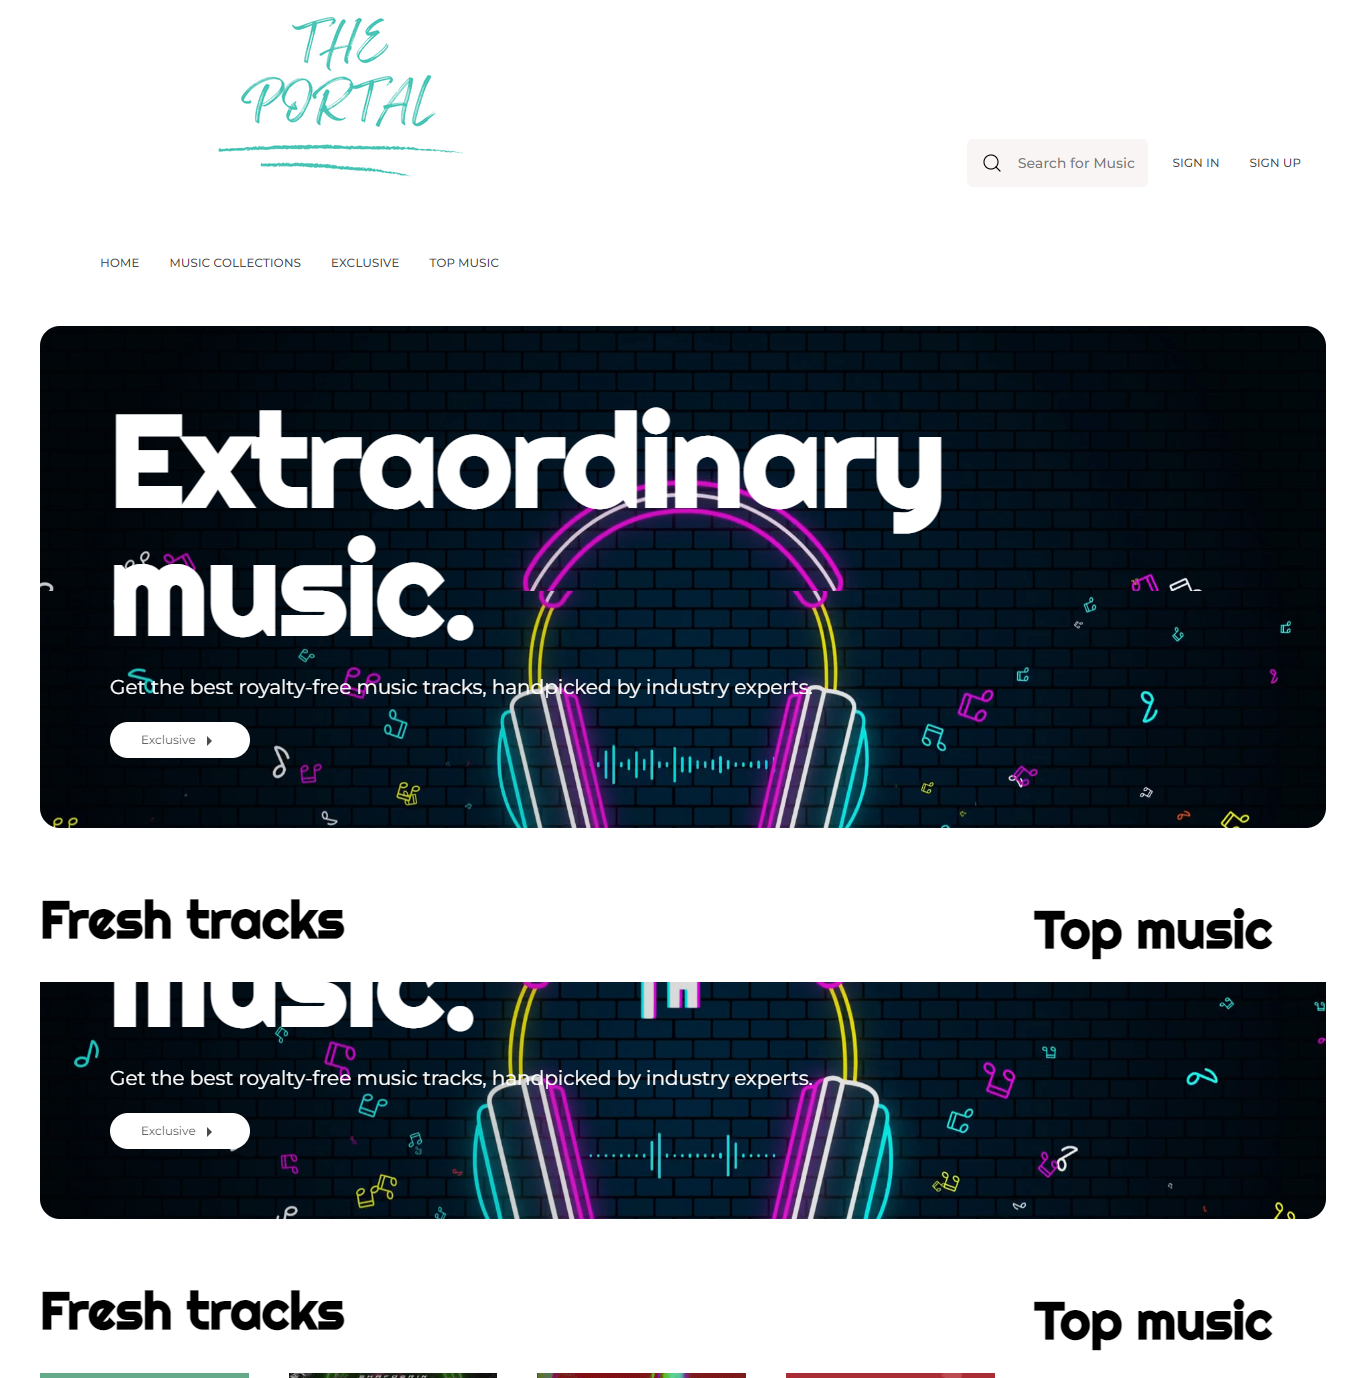 THE
PORTAL
Search for Music
SIGN IN
SIGN UP
HOME
MUSIC COLLECTIONS
EXCLUSIVE
TOP MUSIC
Extraordinary
music.
Get the best royalty-free music tracks, handpicked by industry experts.
Exclusive
Fresh tracks
Top music
music.
Get the best royalty-free music tracks, handpicked by industry experts.
Exclusive
Fresh tracks
Top music